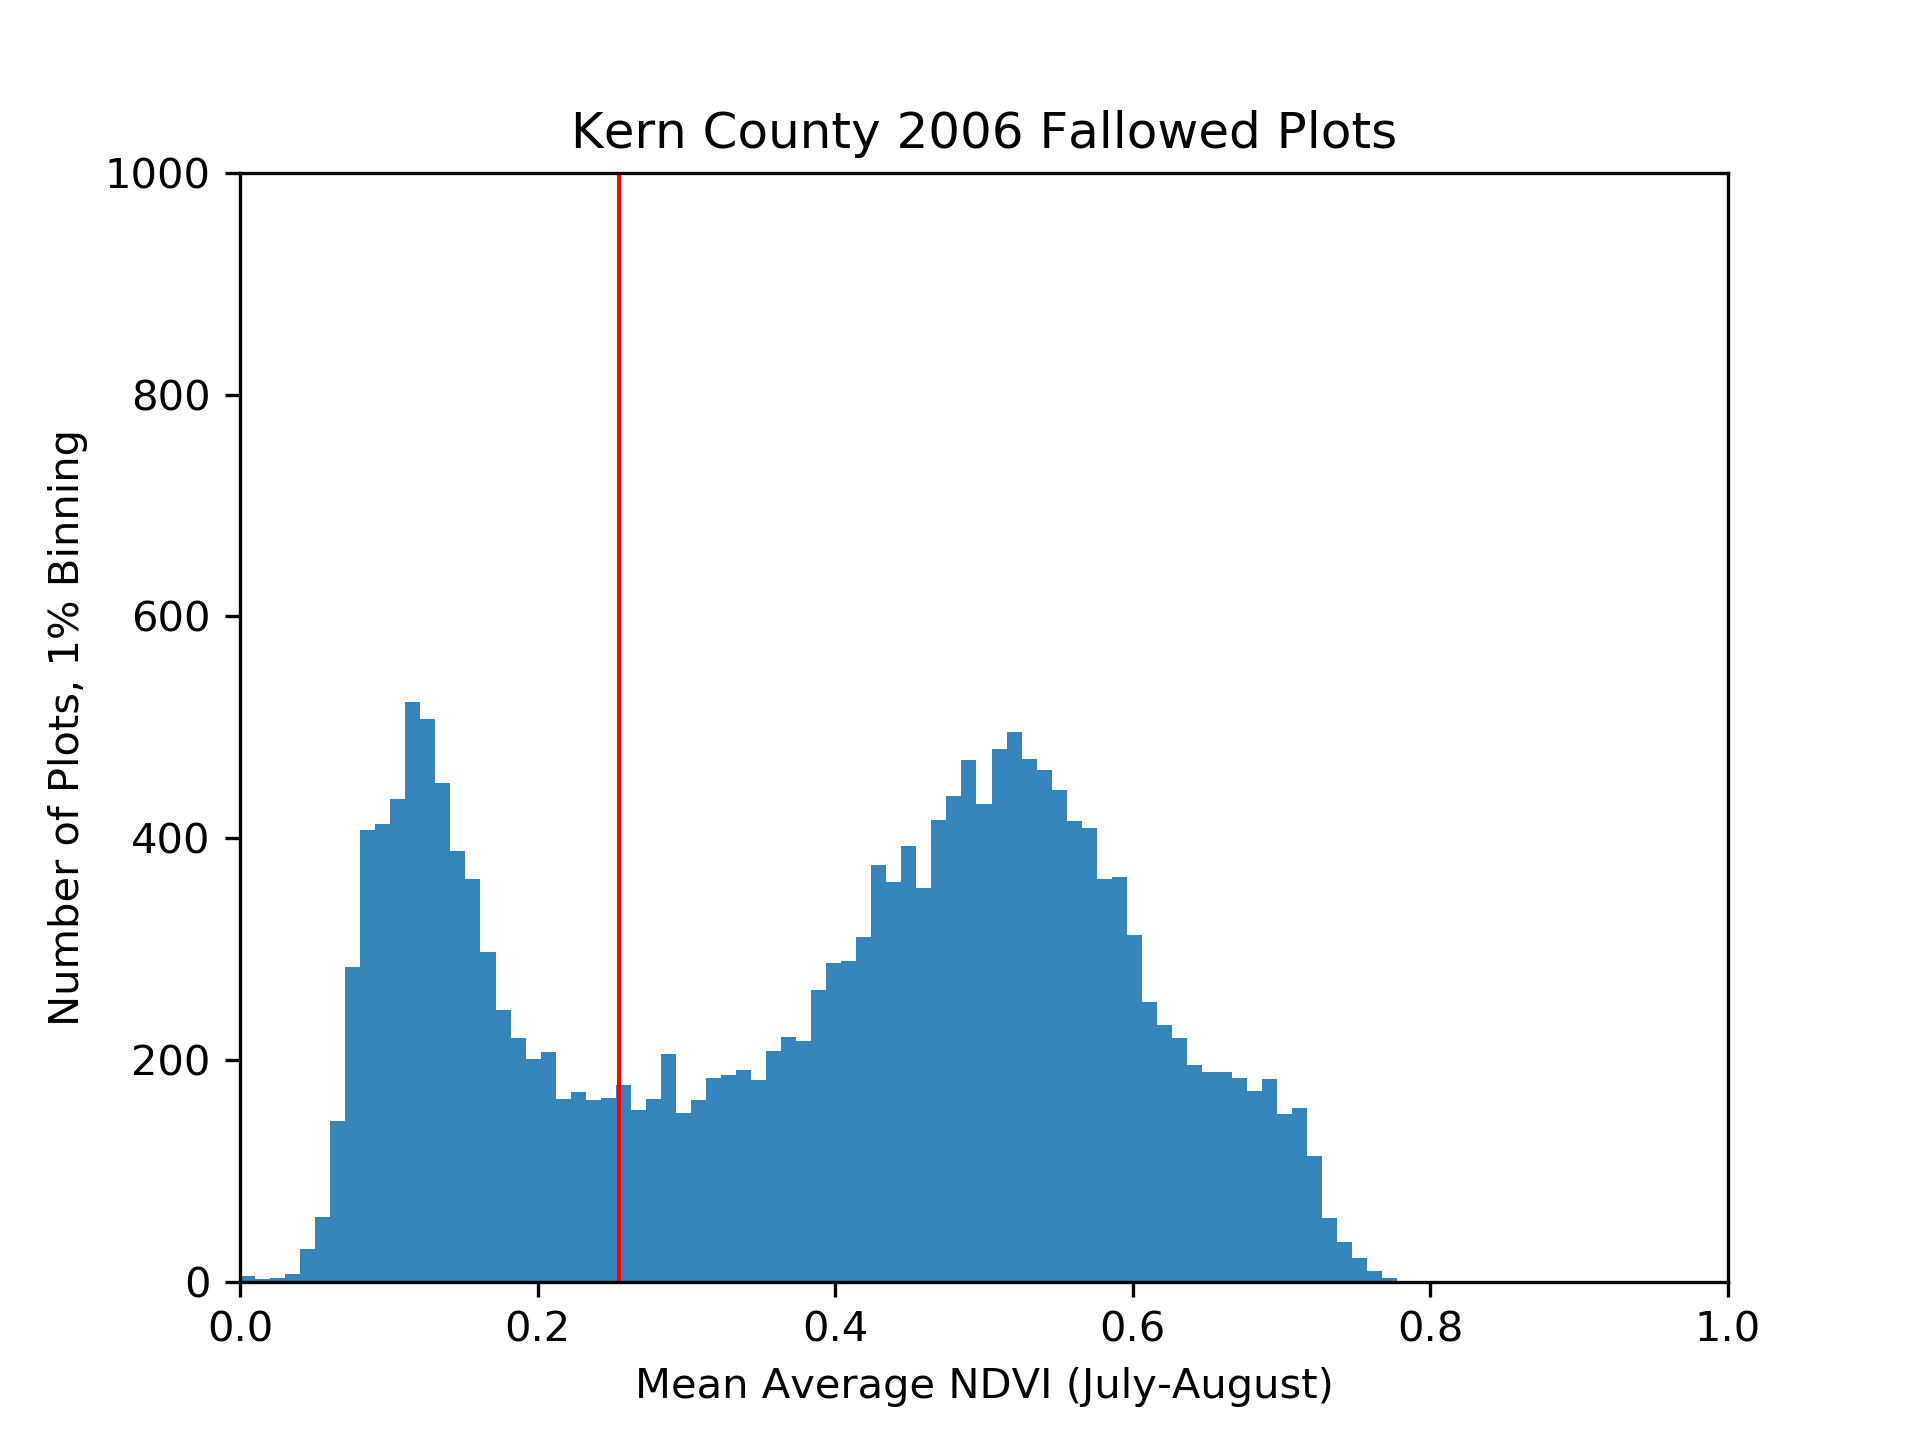 Kern County 2006 Fallowed Plots
1000
800
600
400
200
0
Number of Plots, 1% Binning
0.0 0.2 0.4 0.6 0.8 1.0
Mean Average NDVI (July-August)